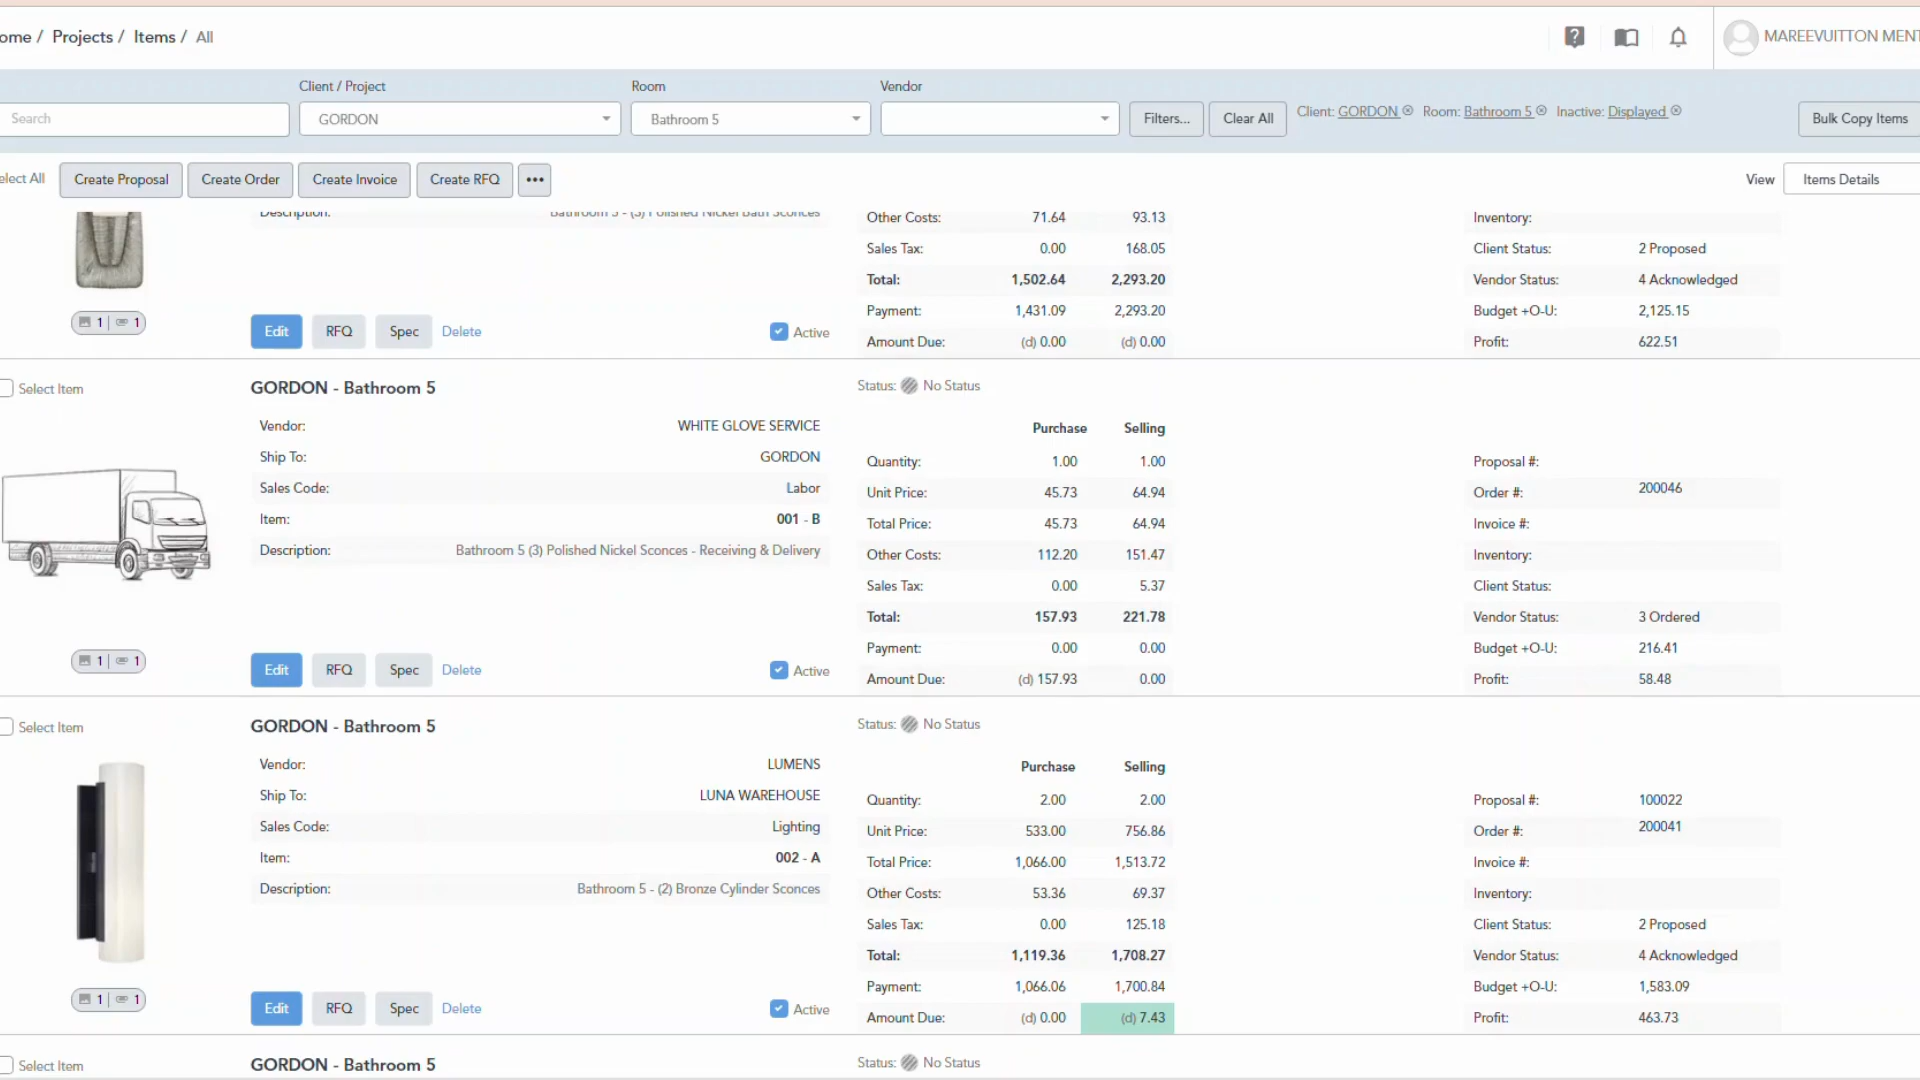 ome / Projects / Items / All
MAREEVUITTON MENT
Client / Project
Room
Vendor
Search
GORDON
Bathroom 5
Filters...
Clear All
Client: GORDON
Room: Bathroom 5
Inactive: Displayed
Bulk Copy Items
elect All
Create Proposal
Create Order
Create Invoice
Create RFQ
•••
View
Items Details
Description: Bathroom 5 - (3) Polished Nickel Bath Sconces
Other Costs: 71.64 93.13
Inventory:
Sales Tax: 0.00 168.05
Client Status: 2 Proposed
Total: 1,502.64 2,293.20
Vendor Status: 4 Acknowledged
Payment: 1,431.09 2,293.20
Budget +O-U: 2,125.15
1 | 1
Edit RFQ Spec Delete
Active
Amount Due: (d) 0.00 (d) 0.00
Profit: 622.51
Select Item
GORDON - Bathroom 5
Status: No Status
Vendor: WHITE GLOVE SERVICE
Purchase Selling
Ship To: GORDON
Quantity: 1.00 1.00
Proposal #:
Sales Code: Labor
Unit Price: 45.73 64.94
Order #: 200046
Item: 001 - B
Total Price: 45.73 64.94
Invoice #:
Description: Bathroom 5 (3) Polished Nickel Sconces - Receiving & Delivery
Other Costs: 112.20 151.47
Inventory:
Sales Tax: 0.00 5.37
Client Status:
Total: 157.93 221.78
Vendor Status: 3 Ordered
Payment: 0.00 0.00
Budget +O-U: 216.41
1 | 1
Edit RFQ Spec Delete
Active
Amount Due: (d) 157.93 0.00
Profit: 58.48
Select Item
GORDON - Bathroom 5
Status: No Status
Vendor: LUMENS
Purchase Selling
Ship To: LUNA WAREHOUSE
Quantity: 2.00 2.00
Proposal #: 100022
Sales Code: Lighting
Unit Price: 533.00 756.86
Order #: 200041
Item: 002 - A
Total Price: 1,066.00 1,513.72
Invoice #:
Description: Bathroom 5 - (2) Bronze Cylinder Sconces
Other Costs: 53.36 69.37
Inventory:
Sales Tax: 0.00 125.18
Client Status: 2 Proposed
Total: 1,119.36 1,708.27
Vendor Status: 4 Acknowledged
Payment: 1,066.06 1,700.84
Budget +O-U: 1,583.09
1 | 1
Edit RFQ Spec Delete
Active
Amount Due: (d) 0.00 (d) 7.43
Profit: 463.73
Select Item
GORDON - Bathroom 5
Status: No Status